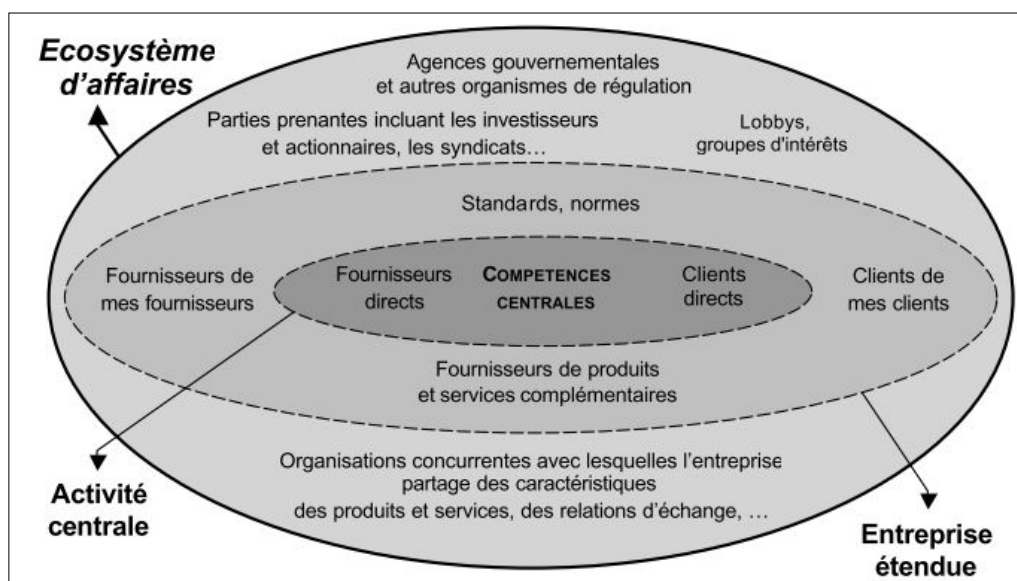 Ecosystème
d’affaires
Agences gouvernementales
et autres organismes de régulation
Parties prenantes incluant les investisseurs
et actionnaires, les syndicats…
Lobbys,
groupes d'intérêts
Standards, normes
Fournisseurs de
mes fournisseurs
Fournisseurs
directs
COMPETENCES
CENTRALES
Clients
directs
Clients de
mes clients
Fournisseurs de produits
et services complémentaires
Organisations concurrentes avec lesquelles l’entreprise
partage des caractéristiques
des produits et services, des relations d’échange, …
Activité
centrale
Entreprise
étendue